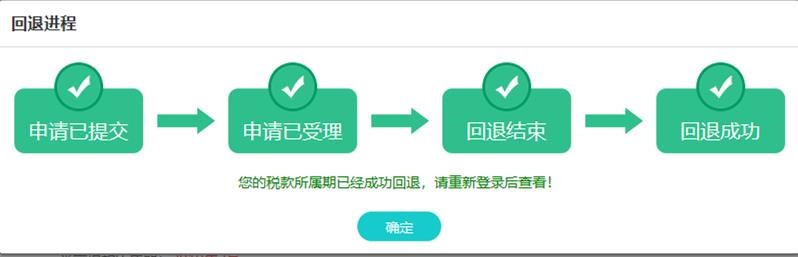 回退进程
申请已提交
申请已受理
回退结束
回退成功
您的税款所属期已经成功回退，请重新登录后查看！
确定